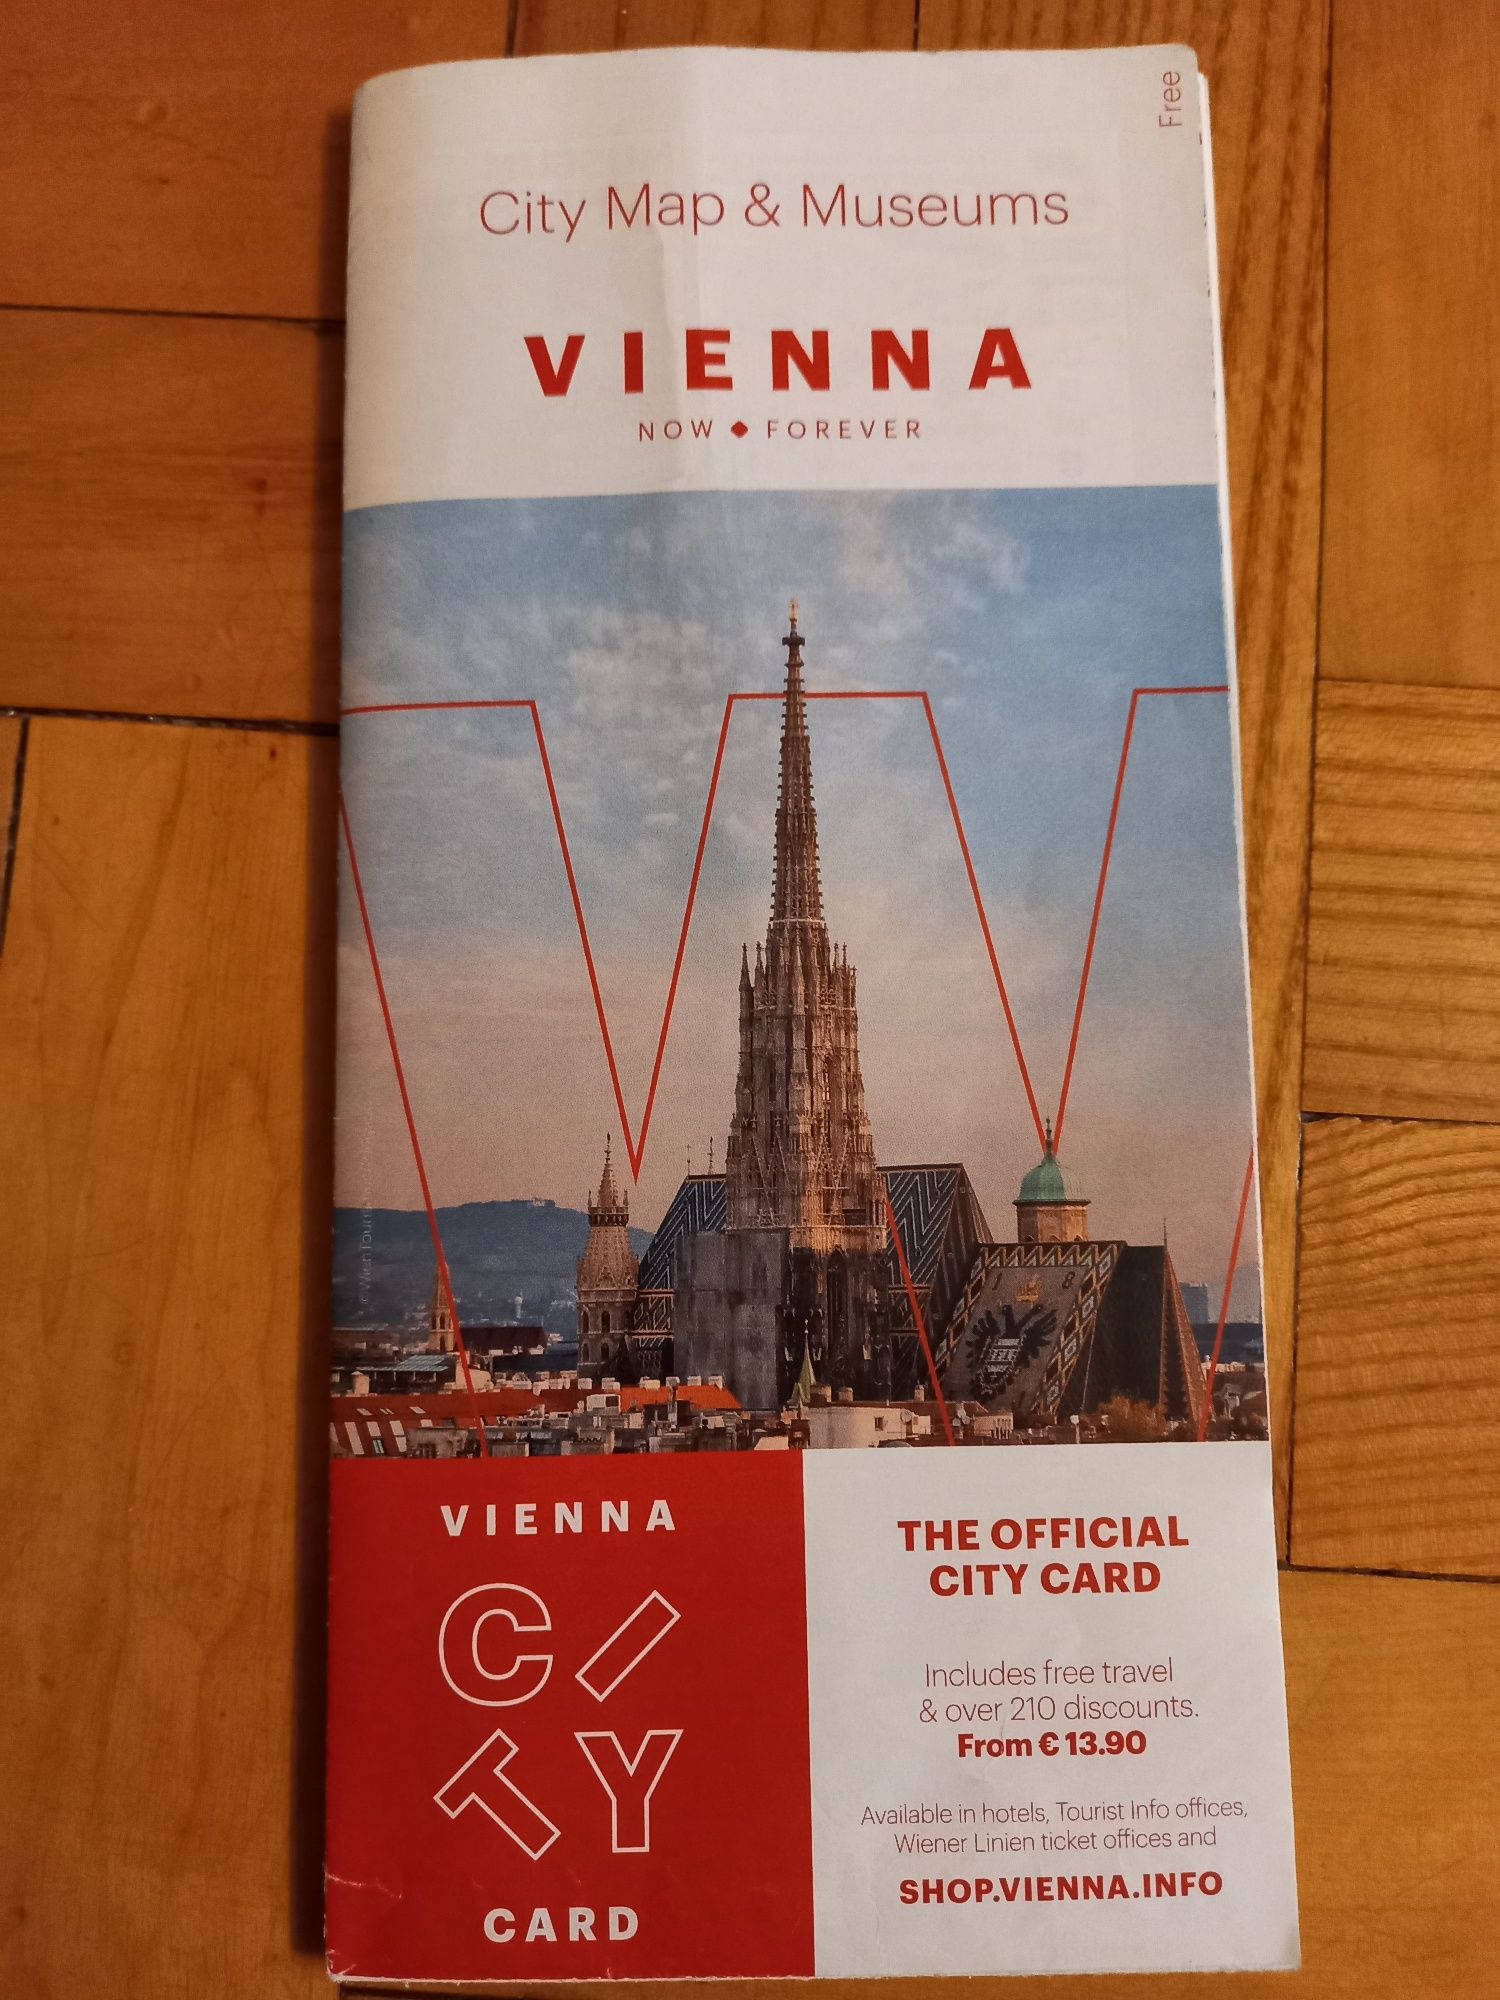 Free
City Map & Museums
VIENNA
NOW ◆ FOREVER
VIENNA
CITY
CARD
THE OFFICIAL
CITY CARD
Includes free travel
& over 210 discounts.
From € 13.90
Available in hotels, Tourist Info offices,
Wiener Linien ticket offices and
SHOP.VIENNA.INFO